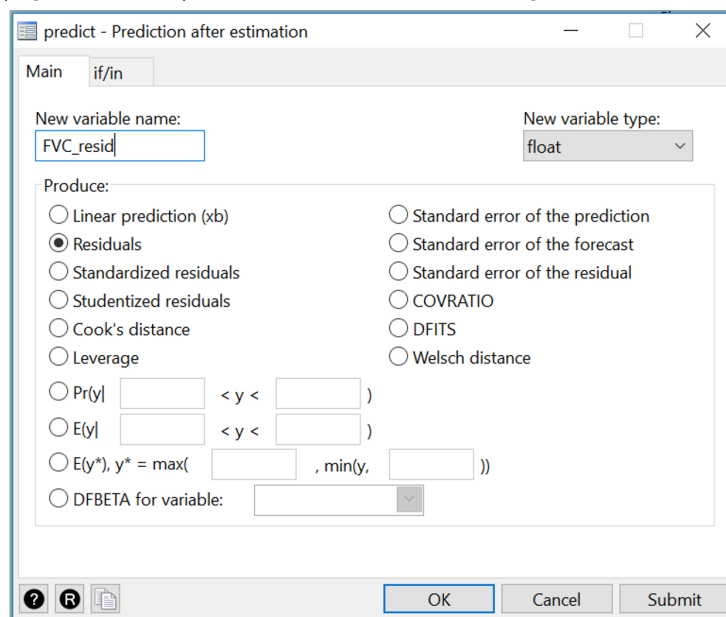 predict - Prediction after estimation
Main if/in
New variable name: New variable type:
FVC_resid float
Produce:
Linear prediction (xb) Standard error of the prediction
Residuals Standard error of the forecast
Standardized residuals Standard error of the residual
Studentized residuals COVRATIO
Cook's distance DFITS
Leverage Welsch distance
Pr(y| < y < )
E(y| < y < )
E(y*), y* = max( , min(y, ))
DFBETA for variable:
? R OK Cancel Submit